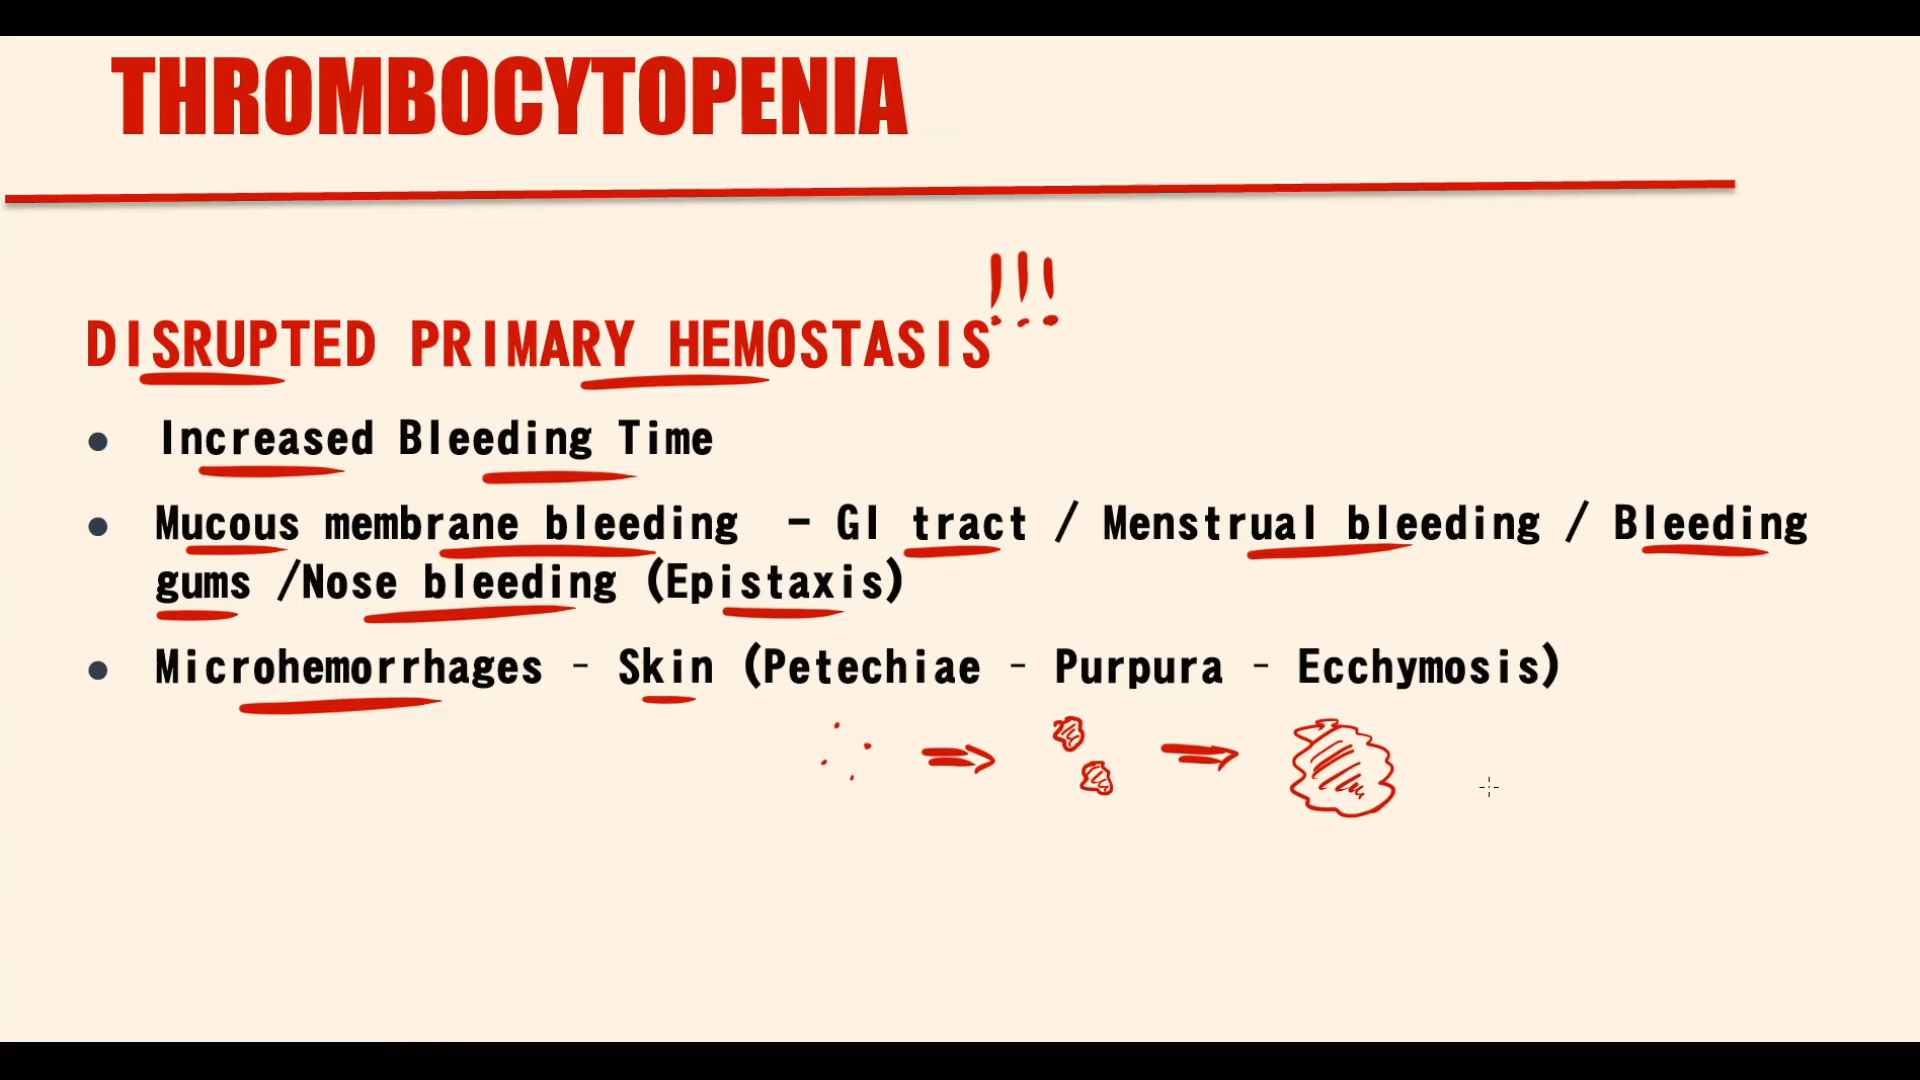 THROMBOCYTOPENIA
!!!
DISRUPTED PRIMARY HEMOSTASIS
● Increased Bleeding Time
● Mucous membrane bleeding – GI tract / Menstrual bleeding / Bleeding
gums /Nose bleeding (Epistaxis)
● Microhemorrhages - Skin (Petechiae - Purpura - Ecchymosis)